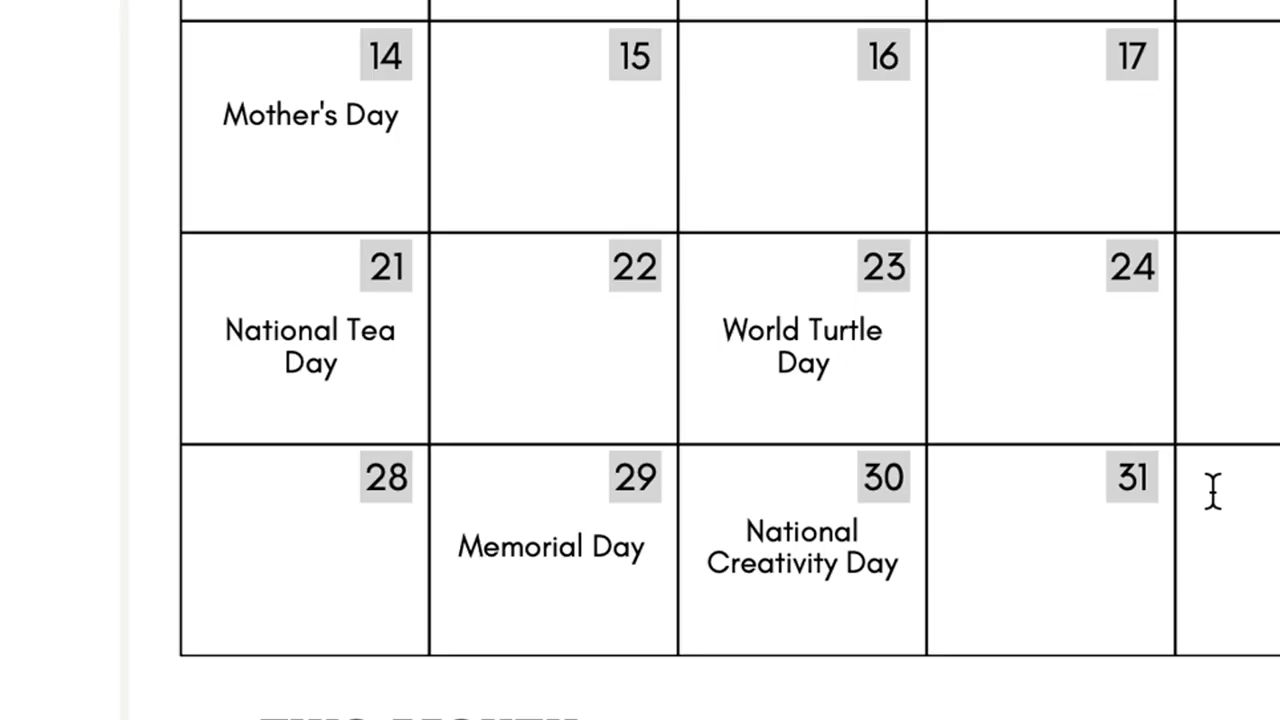 14 15 16 17
Mother's Day
21 22 23 24
National Tea
Day
World Turtle
Day
28 29 30 31
Memorial Day
National
Creativity Day